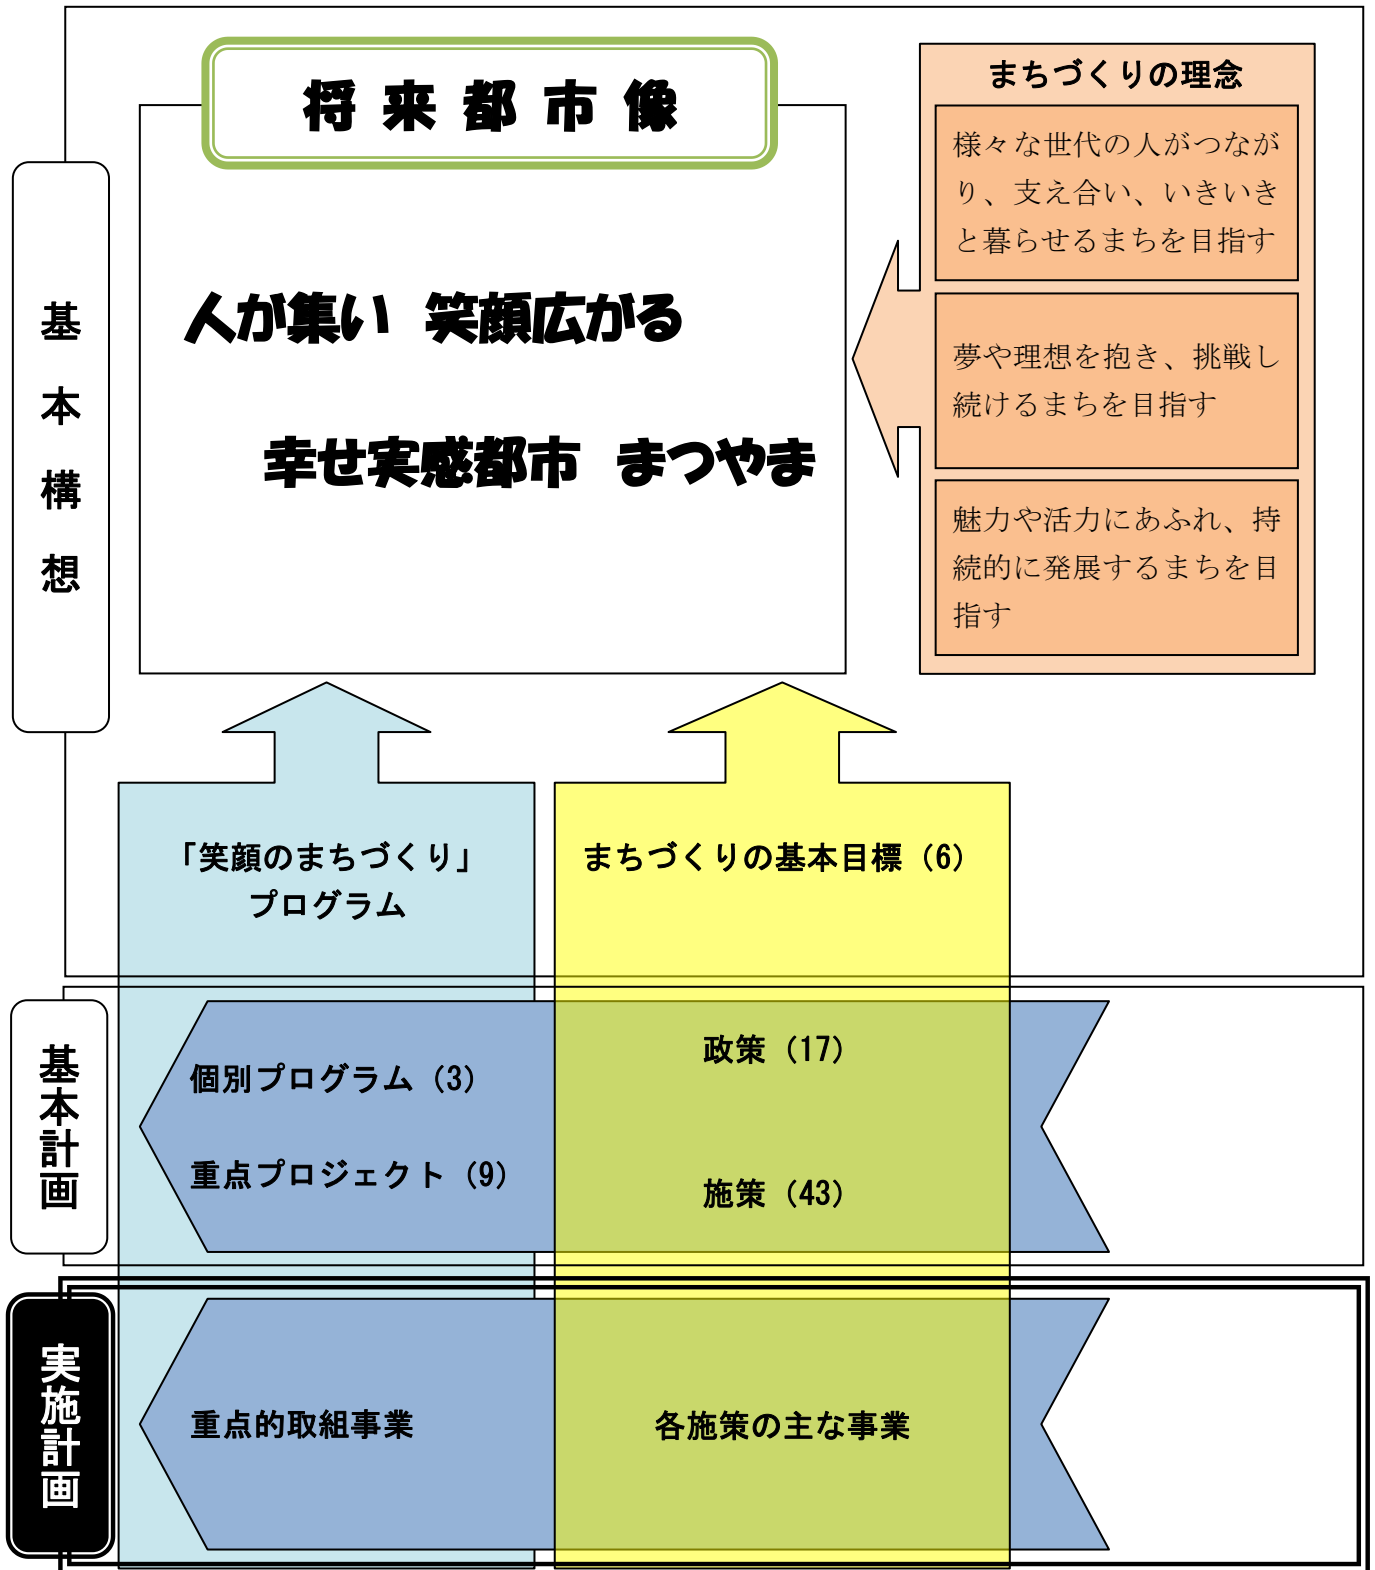 将来都市像
まちづくりの理念
様々な世代の人がつなが
り、支え合い、いきいき
と暮らせるまちを目指す
夢や理想を抱き、挑戦し
続けるまちを目指す
魅力や活力にあふれ、持
続的に発展するまちを目
指す
基本構想
人が集い 笑顔広がる
幸せ実感都市 まつやま
「笑顔のまちづくり」
プログラム
まちづくりの基本目標（6）
基本計画
個別プログラム（3）
重点プロジェクト（9）
政策（17）
施策（43）
実施計画
重点的取組事業
各施策の主な事業